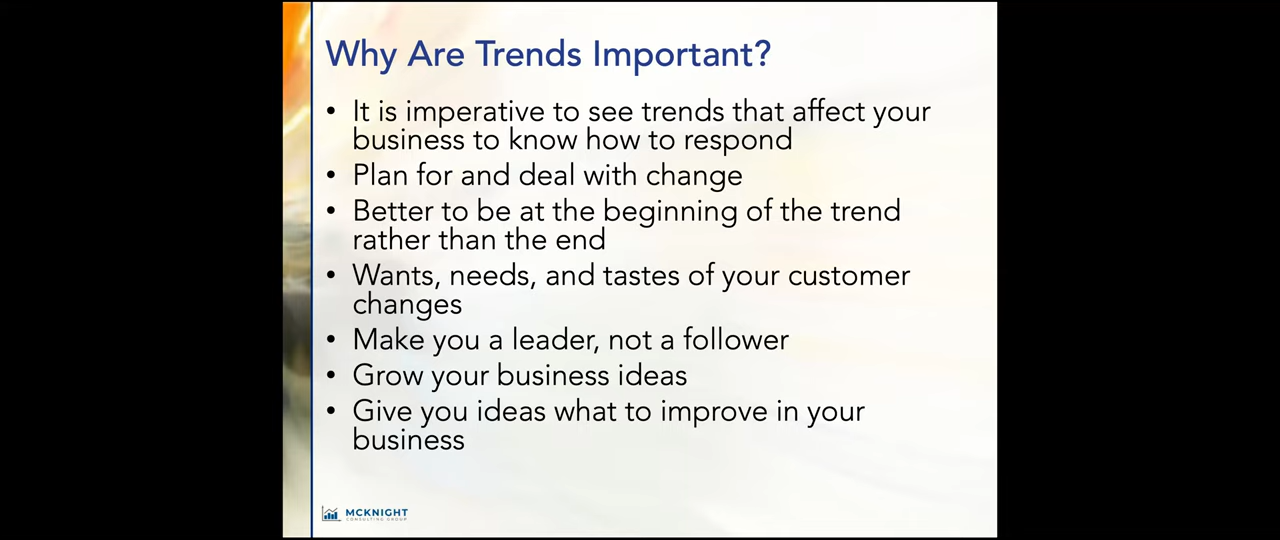 Why Are Trends Important?
• It is imperative to see trends that affect your
business to know how to respond
• Plan for and deal with change
• Better to be at the beginning of the trend
rather than the end
• Wants, needs, and tastes of your customer
changes
• Make you a leader, not a follower
• Grow your business ideas
• Give you ideas what to improve in your
business
MCKNIGHT
CONSULTING GROUP